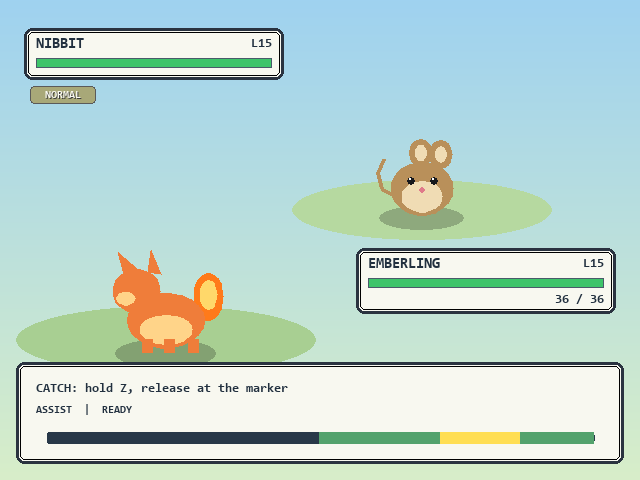 NIBBIT L15
NORMAL
EMBERLING L15
36 / 36
CATCH: hold Z, release at the marker
ASSIST | READY